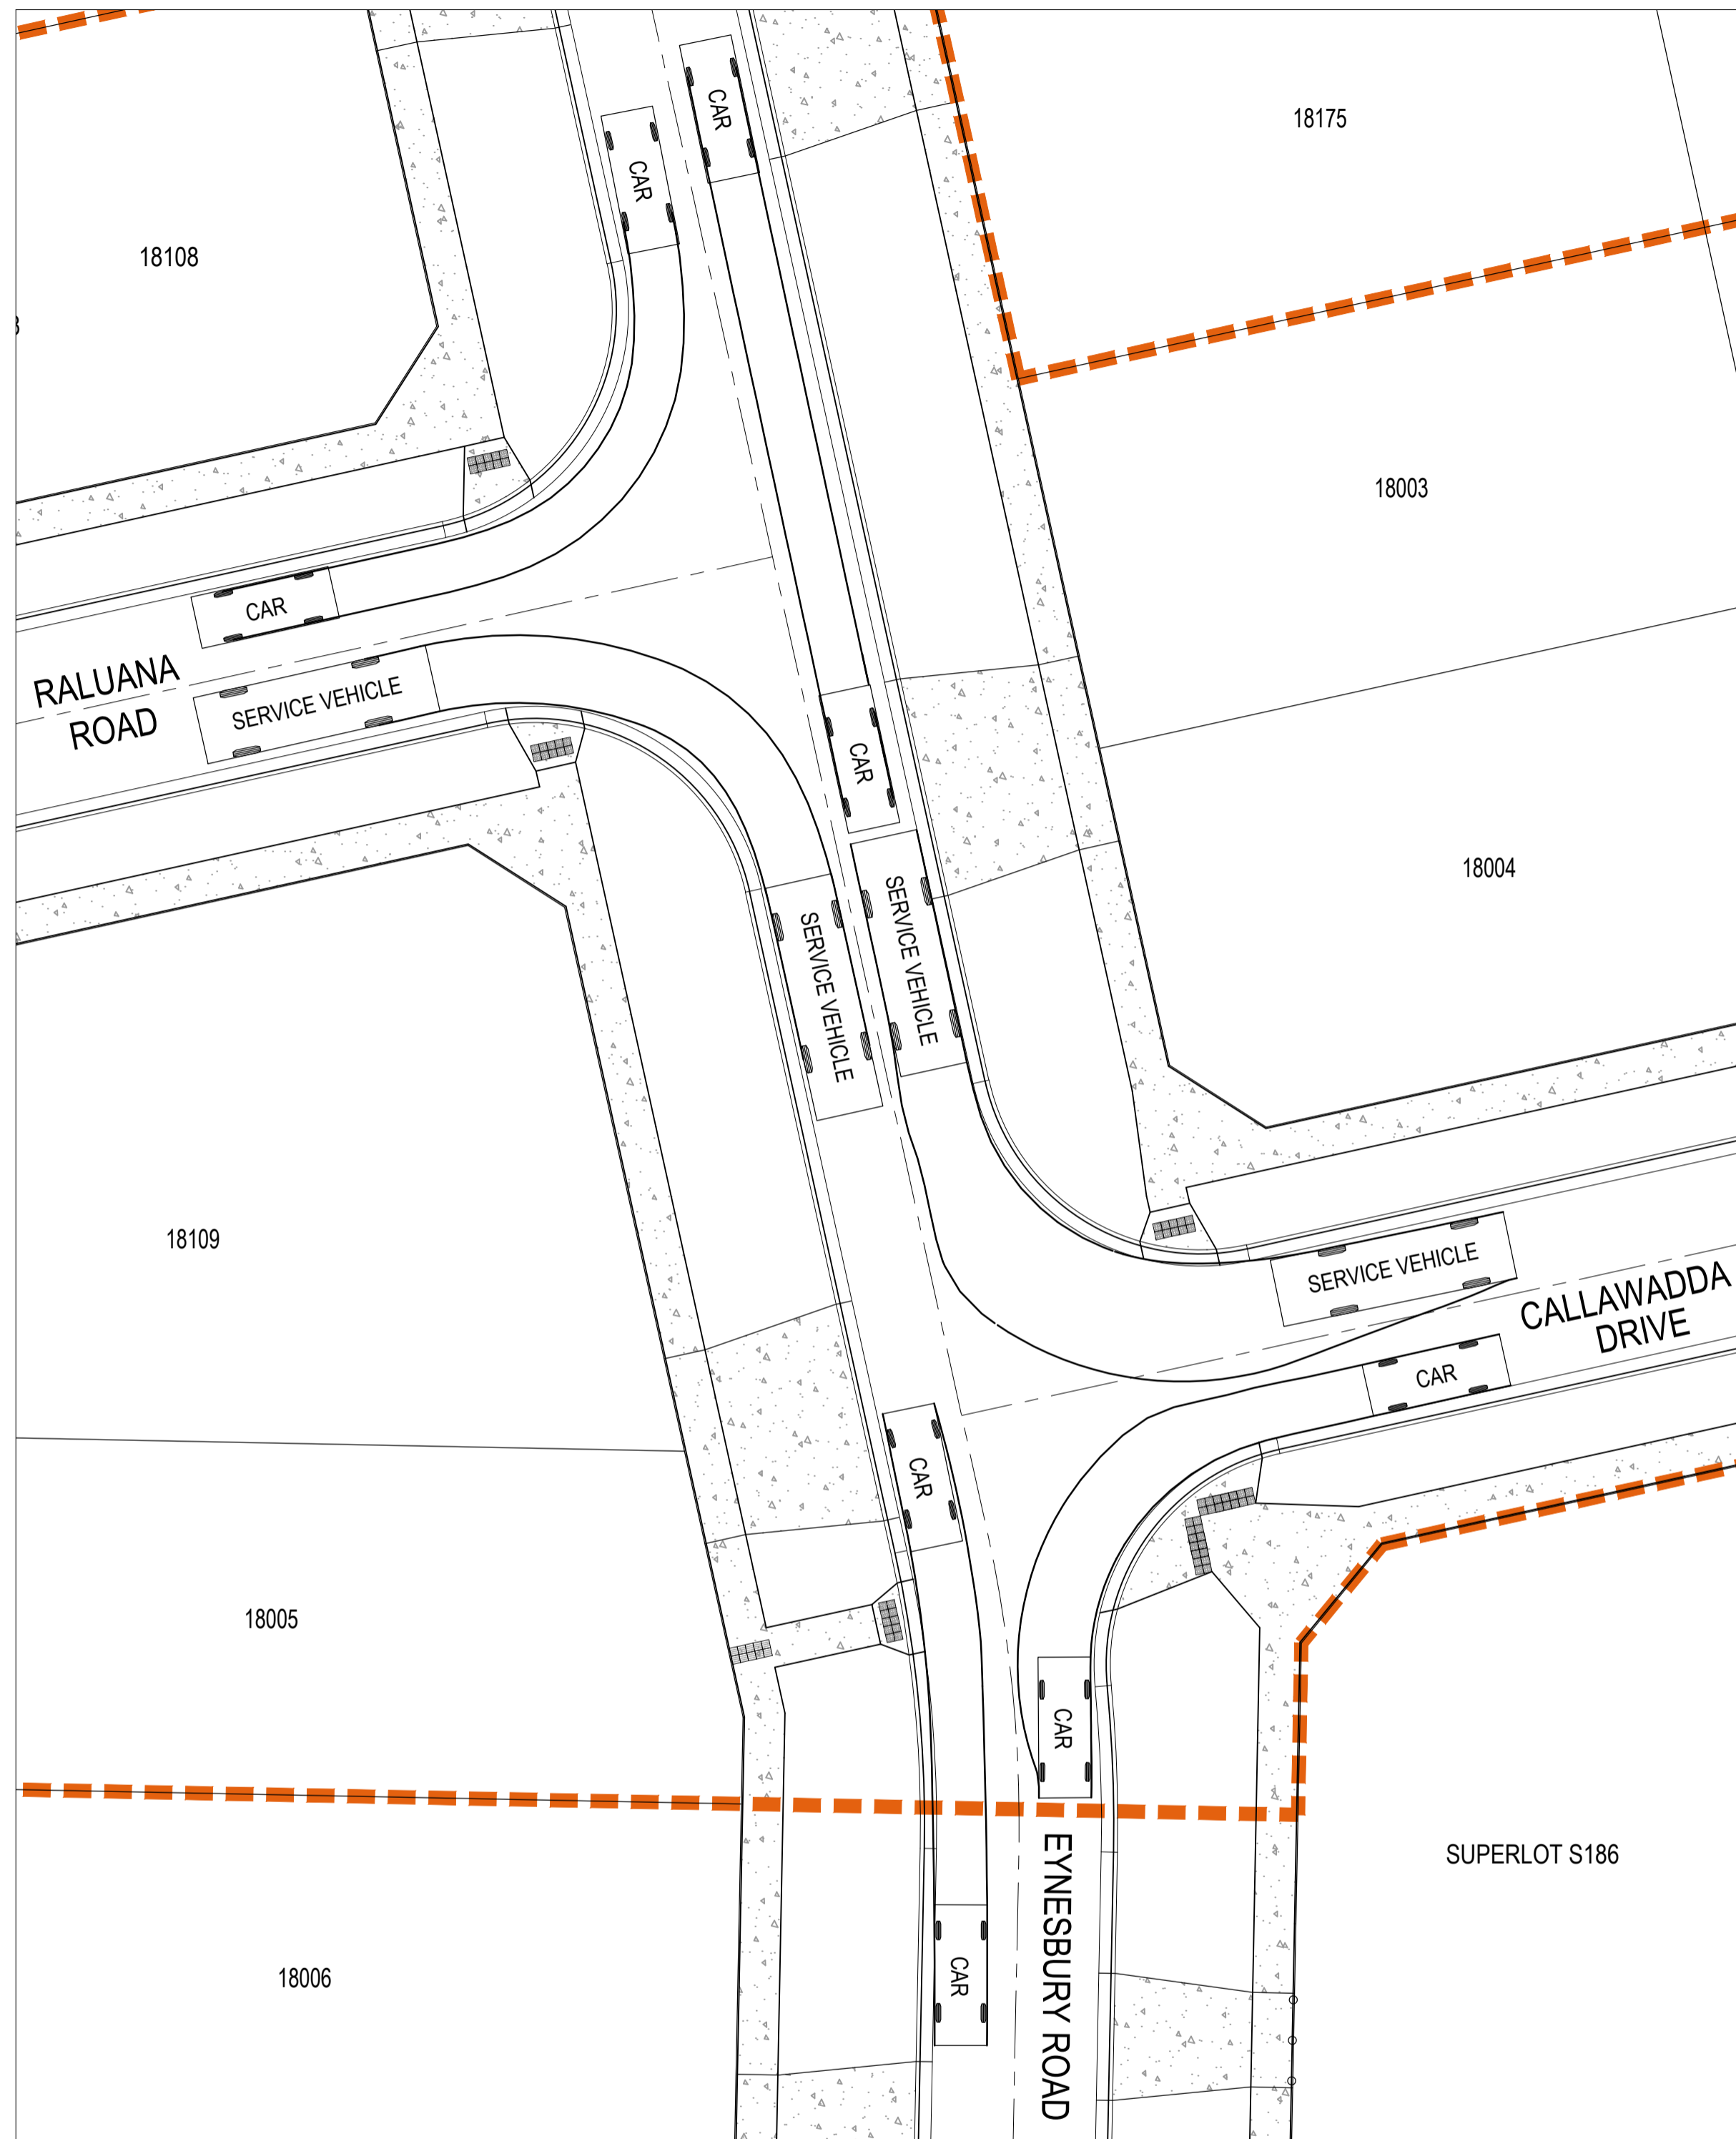 CAR
CAR
18175
18108
3
18003
CAR
RALUANA
ROAD
SERVICE VEHICLE
CAR
18004
SERVICE VEHICLE
SERVICE VEHICLE
18109
SERVICE VEHICLE
CALLAWADDA
DRIVE
CAR
CAR
18005
CAR
EYNESBURY ROAD
SUPERLOT S186
18006
CAR